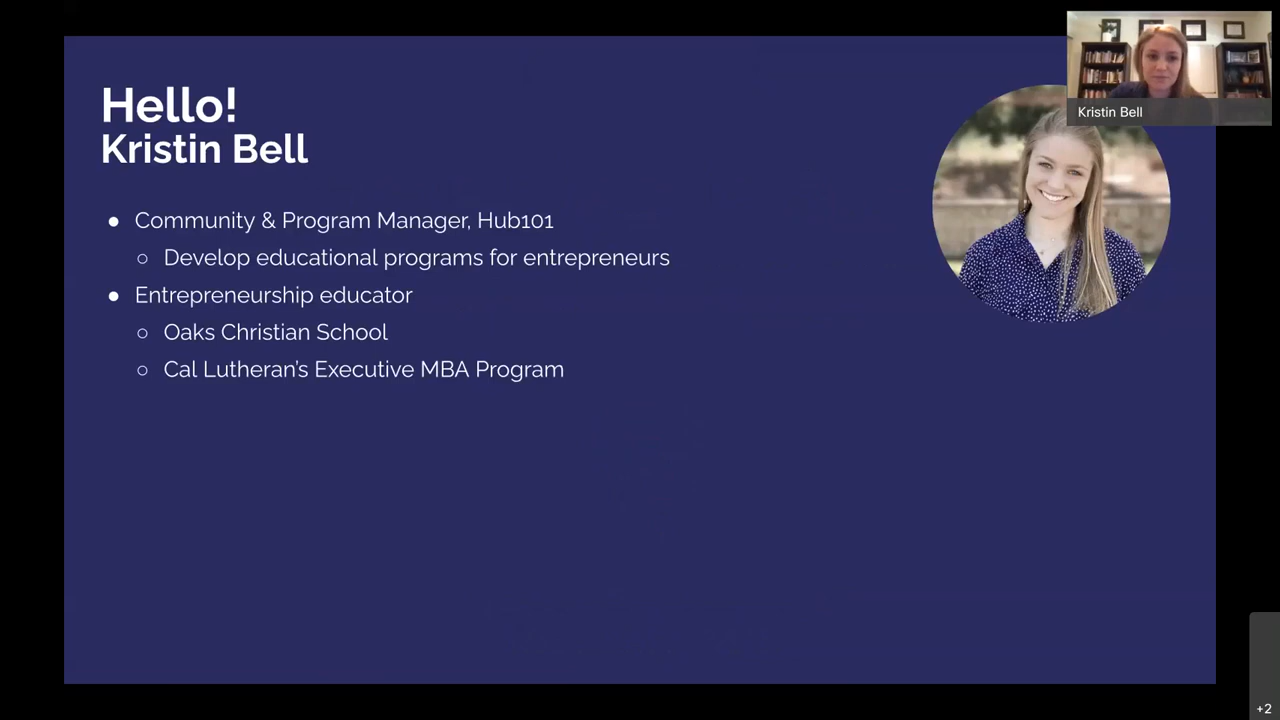 Hello!
Kristin Bell
● Community & Program Manager, Hub101
○ Develop educational programs for entrepreneurs
● Entrepreneurship educator
○ Oaks Christian School
○ Cal Lutheran's Executive MBA Program
Kristin Bell
+2